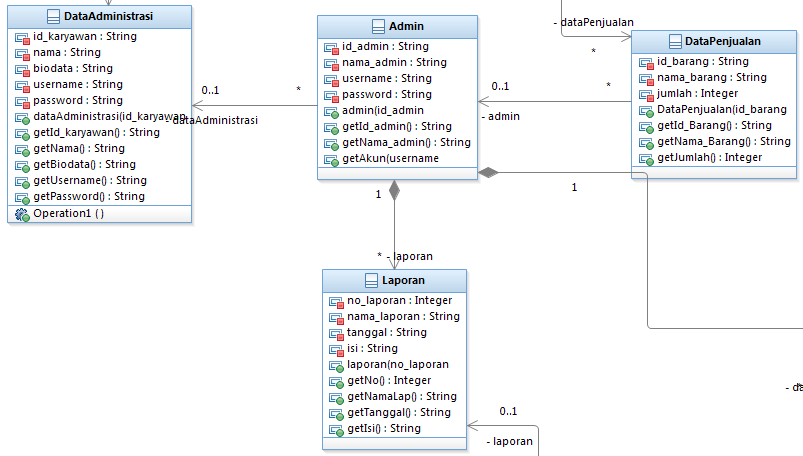 DataAdministrasi
id_karyawan : String
nama : String
biodata : String
username : String
password : String
dataAdministrasi(id_karyawan
getId_karyawan() : String
getNama() : String
getBiodata() : String
getUsername() : String
getPassword() : String
Operation1 ( )
0..1
*
- dataAdministrasi
Admin
id_admin : String
nama_admin : String
username : String
password : String
admin(id_admin
getId_admin() : String
getNama_admin() : String
getAkun(username
- dataPenjualan
*
0..1
*
- admin
DataPenjualan
id_barang : String
nama_barang : String
jumlah : Integer
DataPenjualan(id_barang
getId_Barang() : String
getNama_Barang() : String
getJumlah() : Integer
1
1
* - laporan
Laporan
no_laporan : Integer
nama_laporan : String
tanggal : String
isi : String
laporan(no_laporan
getNo() : Integer
getNamaLap() : String
getTanggal() : String
getIsi() : String
0..1
- laporan
- da
*